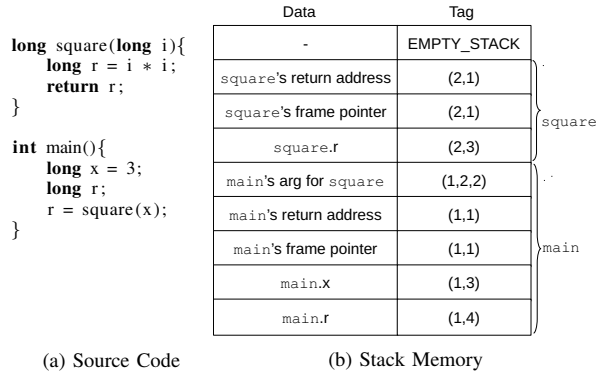 Data Tag
long square(long i){
long r = i * i;
return r;
}
int main(){
long x = 3;
long r;
r = square(x);
}
- EMPTY_STACK
square's return address (2,1)
square's frame pointer (2,1)
square.r (2,3)
main's arg for square (1,2,2)
main's return address (1,1)
main's frame pointer (1,1)
main.x (1,3)
main.r (1,4)
square
main
(a) Source Code
(b) Stack Memory